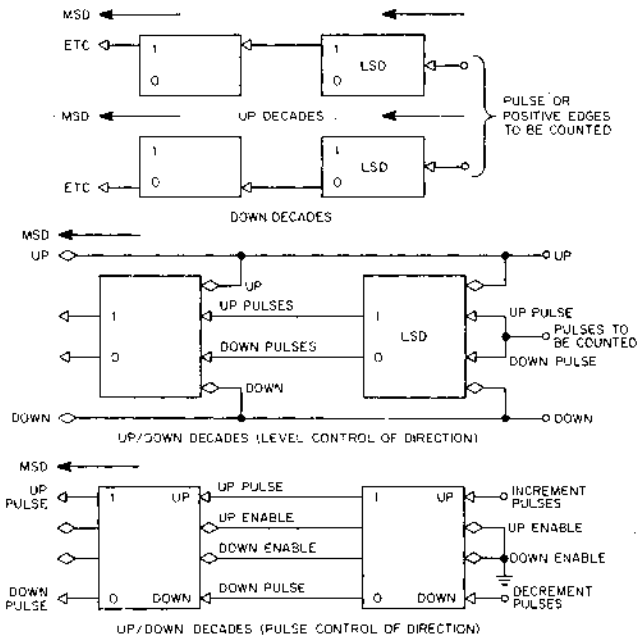 MSD
ETC
1
0
1
LSD
0
MSD
UP DECADES
PULSE OR
POSITIVE EDGES
TO BE COUNTED
1
0
1
LSD
0
ETC
DOWN DECADES
MSD
UP
UP
UP
UP PULSES
UP PULSE
1
1
LSD
PULSES TO
BE COUNTED
DOWN PULSES
0
0
DOWN PULSE
DOWN
DOWN
DOWN
UP/DOWN DECADES (LEVEL CONTROL OF DIRECTION)
MSD
UP
PULSE
1
UP
UP PULSE
1
UP
INCREMENT
PULSES
UP ENABLE
UP ENABLE
DOWN ENABLE
DOWN ENABLE
DOWN
PULSE
0
DOWN
DOWN PULSE
0
DOWN
DECREMENT
PULSES
UP/DOWN DECADES (PULSE CONTROL OF DIRECTION)